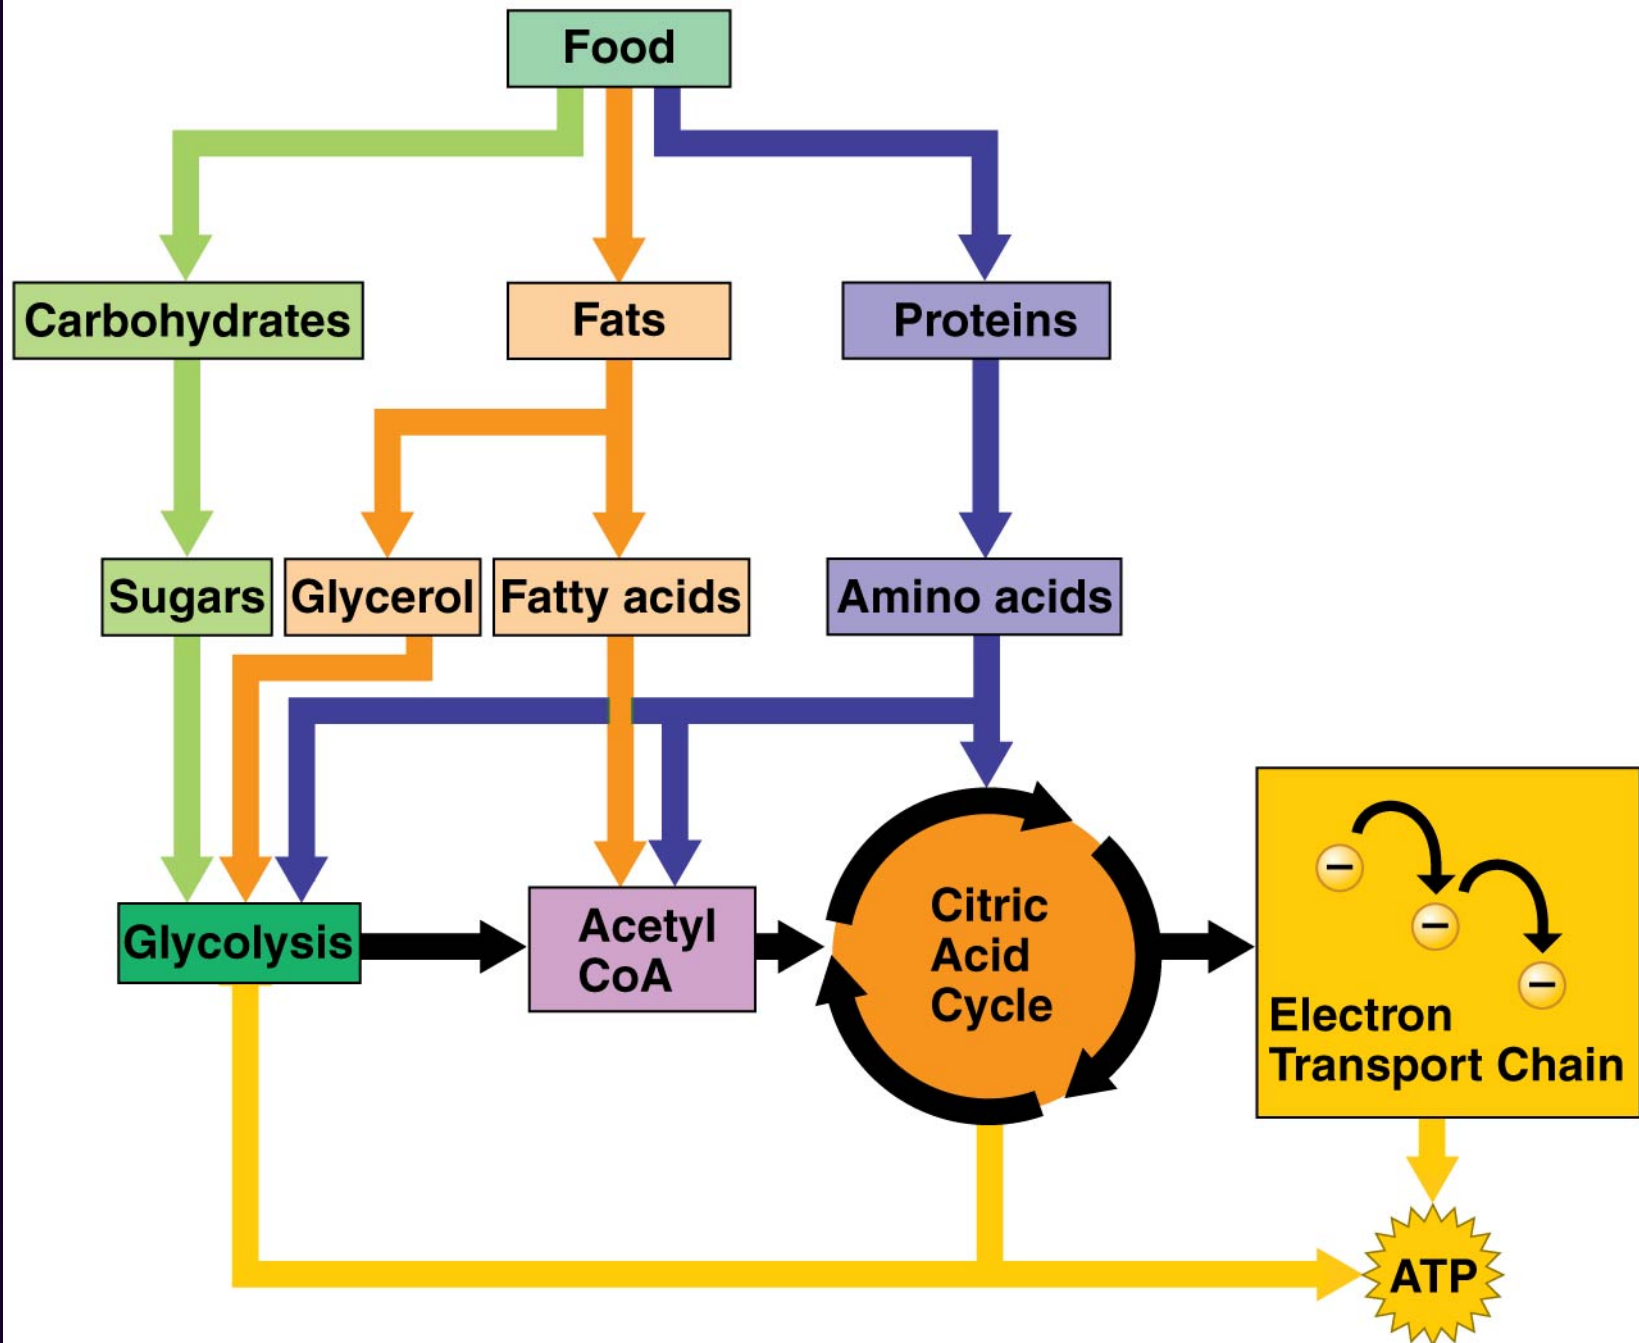 Food
Carbohydrates
Fats
Proteins
Sugars
Glycerol
Fatty acids
Amino acids
Glycolysis
Acetyl
CoA
Citric
Acid
Cycle
Electron
Transport Chain
ATP